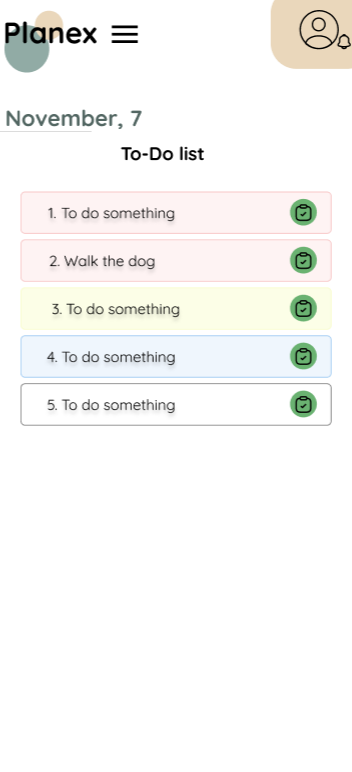 Planex
November, 7
To-Do list
1. To do something
2. Walk the dog
3. To do something
4. To do something
5. To do something